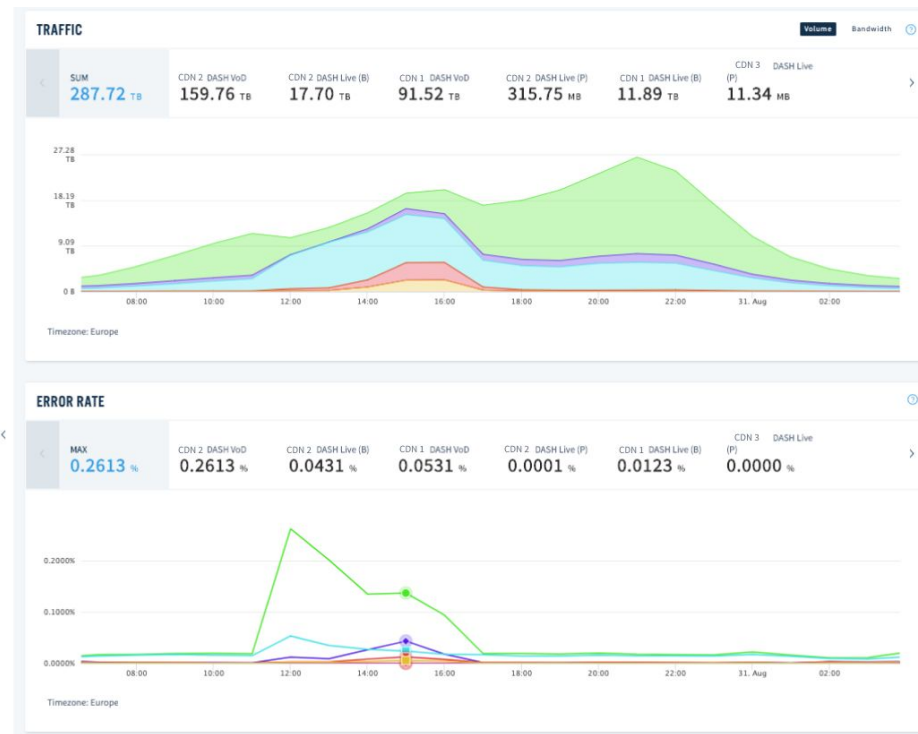 TRAFFIC
Volume Bandwidth ?
SUM
287.72 TB
CDN 2 DASH VoD
159.76 TB
CDN 2 DASH Live (B)
17.70 TB
CDN 1 DASH VoD
91.52 TB
CDN 2 DASH Live (P)
315.75 MB
CDN 1 DASH Live (B)
11.89 TB
CDN 3 DASH Live
(P)
11.34 MB
27.28
TB
18.19
TB
9.09
TB
0 B
08:00 10:00 12:00 14:00 16:00 18:00 20:00 22:00 31. Aug 02:00
Timezone: Europe
ERROR RATE
?
MAX
0.2613 %
CDN 2 DASH VoD
0.2613 %
CDN 2 DASH Live (B)
0.0431 %
CDN 1 DASH VoD
0.0531 %
CDN 2 DASH Live (P)
0.0001 %
CDN 1 DASH Live (B)
0.0123 %
CDN 3 DASH Live
(P)
0.0000 %
0.2000%
0.1000%
0.0000%
08:00 10:00 12:00 14:00 16:00 18:00 20:00 22:00 31. Aug 02:00
Timezone: Europe